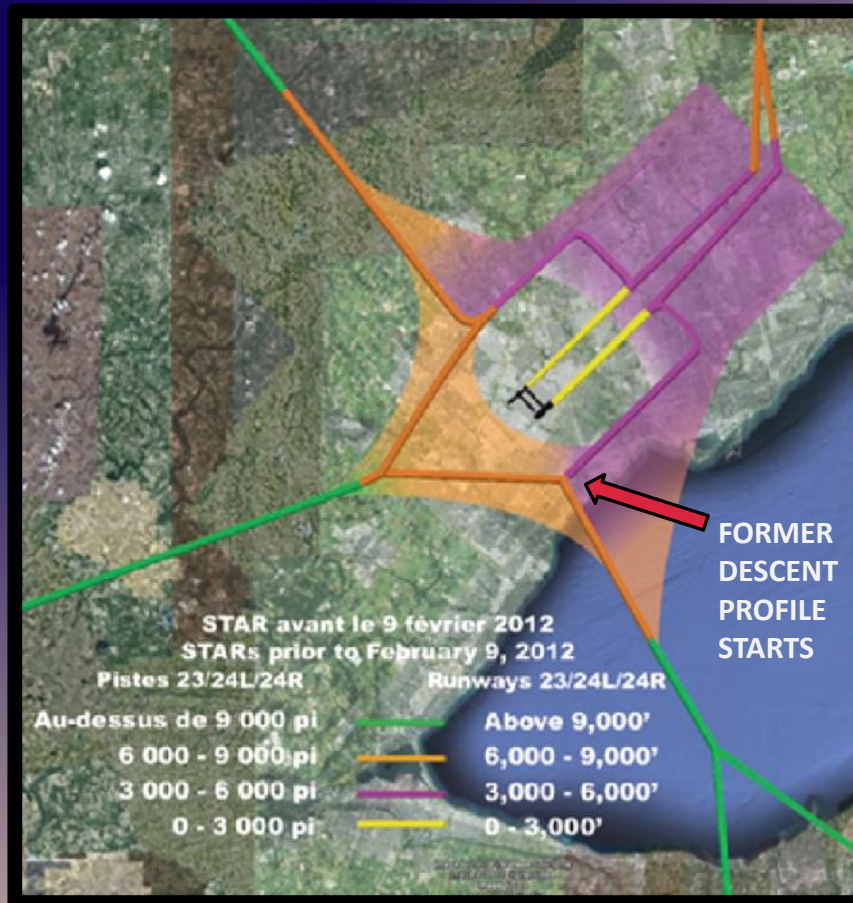 FORMER
DESCENT
PROFILE
STARTS
STAR avant le 9 février 2012
STARs prior to February 9, 2012
Pistes 23/24L/24R Runways 23/24L/24R
Au-dessus de 9 000 pi Above 9,000'
6 000 - 9 000 pi 6,000 - 9,000'
3 000 - 6 000 pi 3,000 - 6,000'
0 - 3 000 pi 0 - 3,000'